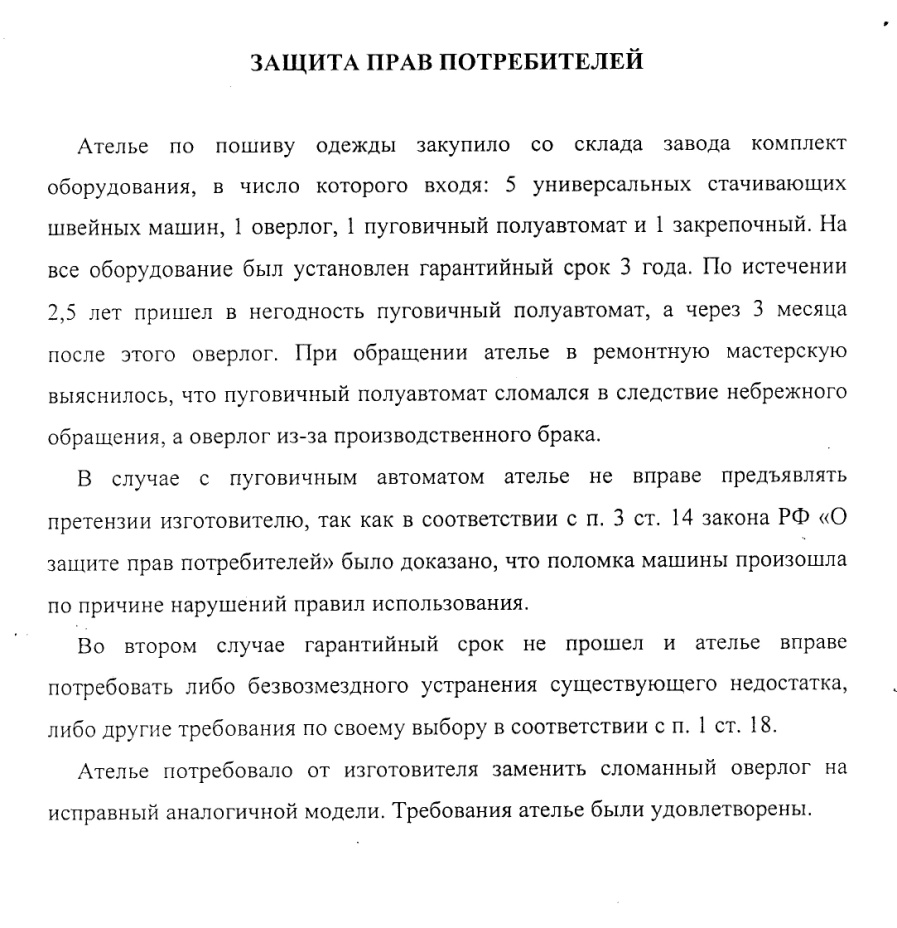 ЗАЩИТА ПРАВ ПОТРЕБИТЕЛЕЙ
Ателье по пошиву одежды закупило со склада завода комплект
оборудования, в число которого входя: 5 универсальных стачивающих
швейных машин, 1 оверлог, 1 пуговичный полуавтомат и 1 закрепочный. На
все оборудование был установлен гарантийный срок 3 года. По истечении
2,5 лет пришел в негодность пуговичный полуавтомат, а через 3 месяца
после этого оверлог. При обращении ателье в ремонтную мастерскую
выяснилось, что пуговичный полуавтомат сломался в следствие небрежного
обращения, а оверлог из-за производственного брака.
В случае с пуговичным автоматом ателье не вправе предъявлять
претензии изготовителю, так как в соответствии с п. 3 ст. 14 закона РФ «О
защите прав потребителей» было доказано, что поломка машины произошла
по причине нарушений правил использования.
Во втором случае гарантийный срок не прошел и ателье вправе
потребовать либо безвозмездного устранения существующего недостатка,
либо другие требования по своему выбору в соответствии с п. 1 ст. 18.
Ателье потребовало от изготовителя заменить сломанный оверлог на
исправный аналогичной модели. Требования ателье были удовлетворены.